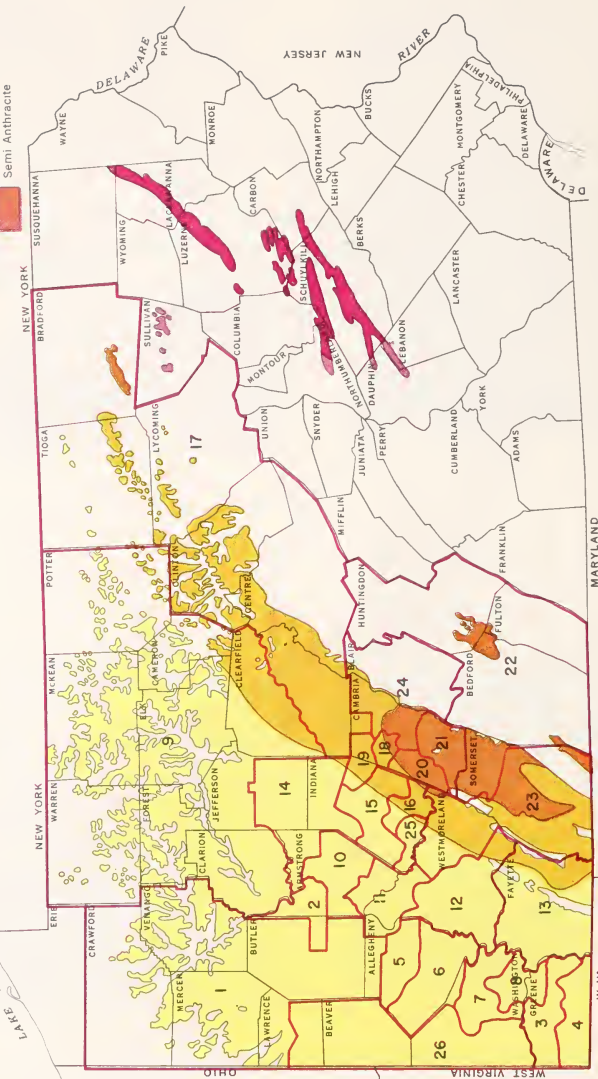 Semi Anthracite
LAKE
NEW YORK
NEW YORK
ERIE
CRAWFORD
WARREN
McKEAN
POTTER
TIOGA
BRADFORD
SUSQUEHANNA
WAYNE
DELAWARE
PIKE
VENANGO
FOREST
ELK
CAMERON
CLINTON
LYCOMING
SULLIVAN
WYOMING
LACKAWANNA
LUZERNE
MONROE
NEW JERSEY
MERCER
1
CLARION
JEFFERSON
9
17
CLEARFIELD
CENTRE
UNION
MONTOUR
COLUMBIA
CARBON
NORTHAMPTON
LEHIGH
BUCKS
RIVER
LAWRENCE
BUTLER
ARMSTRONG
14
INDIANA
2
10
CAMBRIA
BLAIR
HUNTINGDON
MIFFLIN
SNYDER
JUNIATA
NORTHUMBERLAND
SCHUYLKILL
BERKS
OHIO
BEAVER
ALLEGHENY
5
6
11
15
25
16
19
18
20
21
24
PERRY
DAUPHIN
LEBANON
MONTGOMERY
PHILADELPHIA
26
7
WASHINGTON
8
12
WESTMORELAND
SOMERSET
BEDFORD
CUMBERLAND
LANCASTER
CHESTER
DELAWARE
DELAWARE
WEST VIRGINIA
3
GREENE
4
FAYETTE
13
23
22
FULTON
FRANKLIN
ADAMS
YORK
MARYLAND